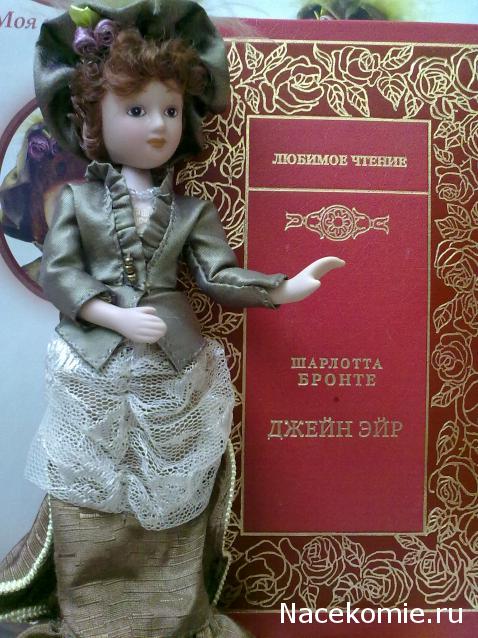 Моя
ЛЮБИМОЕ ЧТЕНИЕ
ШАРЛОТТА
БРОНТЕ
ДЖЕЙН ЭЙР
Nacekomie.ru